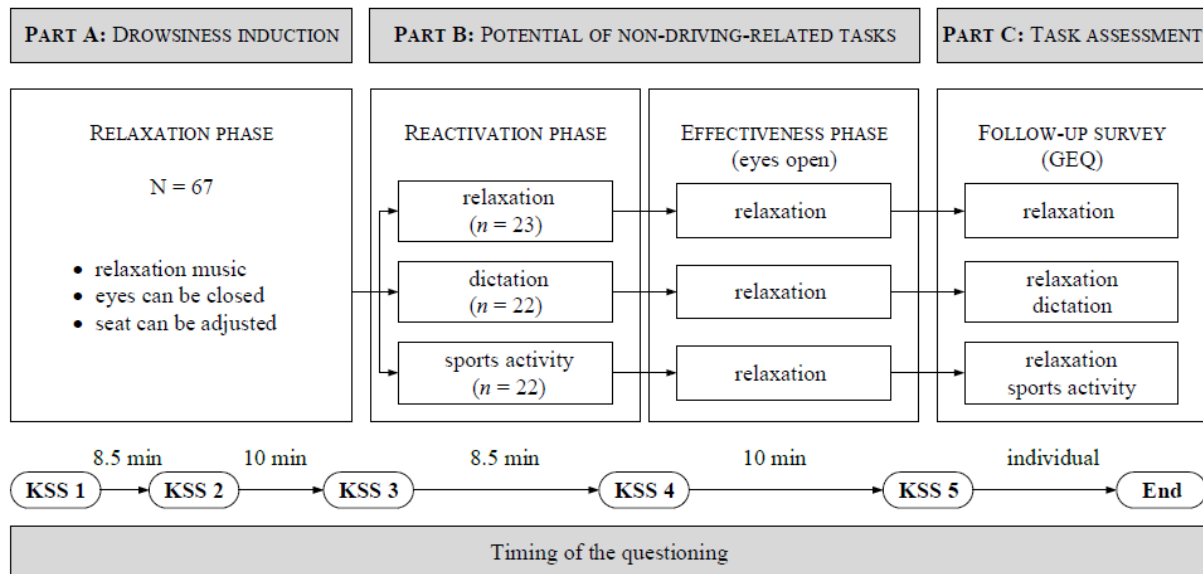 PART A: DROWSINESS INDUCTION
PART B: POTENTIAL OF NON-DRIVING-RELATED TASKS
PART C: TASK ASSESSMENT
RELAXATION PHASE
N = 67
• relaxation music
• eyes can be closed
• seat can be adjusted
REACTIVATION PHASE
relaxation
(n = 23)
dictation
(n = 22)
sports activity
(n = 22)
EFFECTIVENESS PHASE
(eyes open)
relaxation
relaxation
relaxation
FOLLOW-UP SURVEY
(GEQ)
relaxation
relaxation
dictation
relaxation
sports activity
8.5 min
10 min
8.5 min
10 min
individual
KSS 1
KSS 2
KSS 3
KSS 4
KSS 5
End
Timing of the questioning